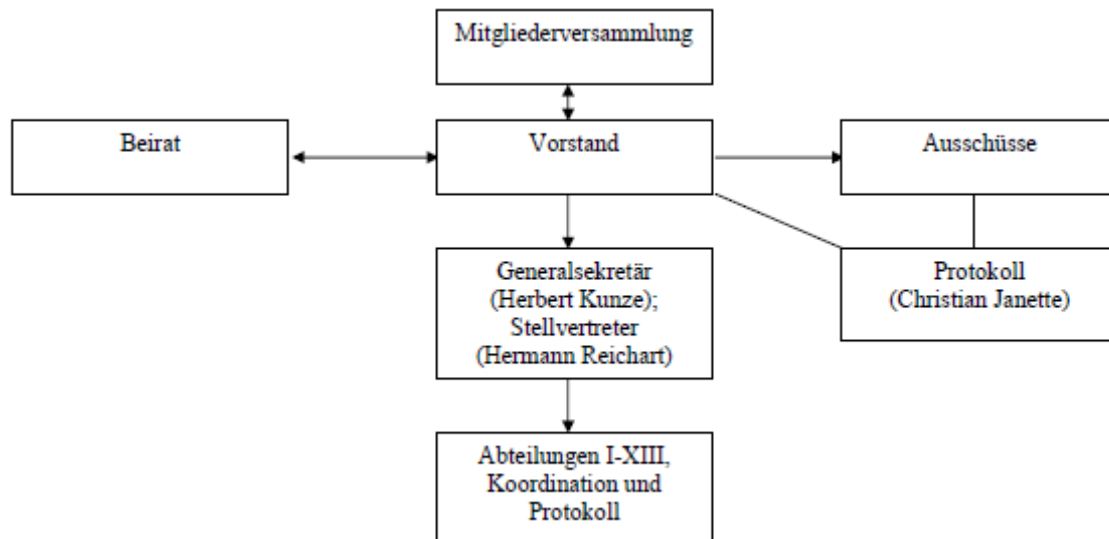 Mitgliederversammlung
Beirat
Vorstand
Ausschüsse
Generalsekretär
(Herbert Kunze);
Stellvertreter
(Hermann Reichart)
Protokoll
(Christian Janette)
Abteilungen I-XIII,
Koordination und
Protokoll